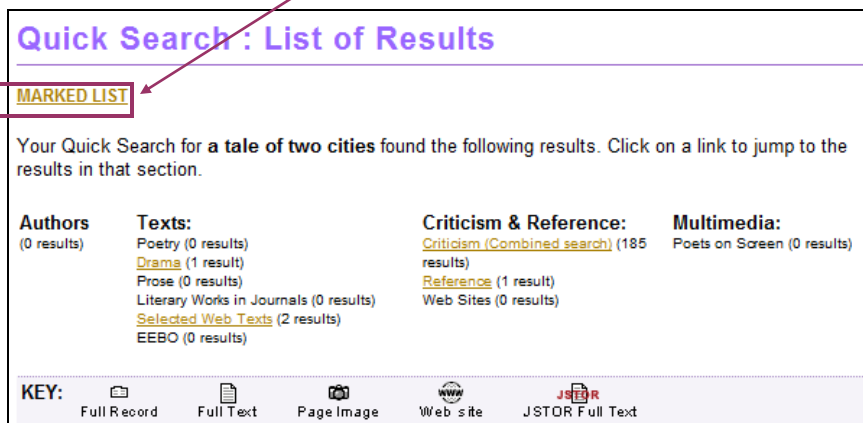 Quick Search : List of Results
MARKED LIST
Your Quick Search for a tale of two cities found the following results. Click on a link to jump to the
results in that section.
Authors
(0 results)
Texts:
Poetry (0 results)
Drama (1 result)
Prose (0 results)
Literary Works in Journals (0 results)
Selected Web Texts (2 results)
EEBO (0 results)
Criticism & Reference:
Criticism (Combined search) (185
results)
Reference (1 result)
Web Sites (0 results)
Multimedia:
Poets on Screen (0 results)
KEY:
Full Record
Full Text
Page Image
WWW
Web site
JSTOR
JSTOR Full Text